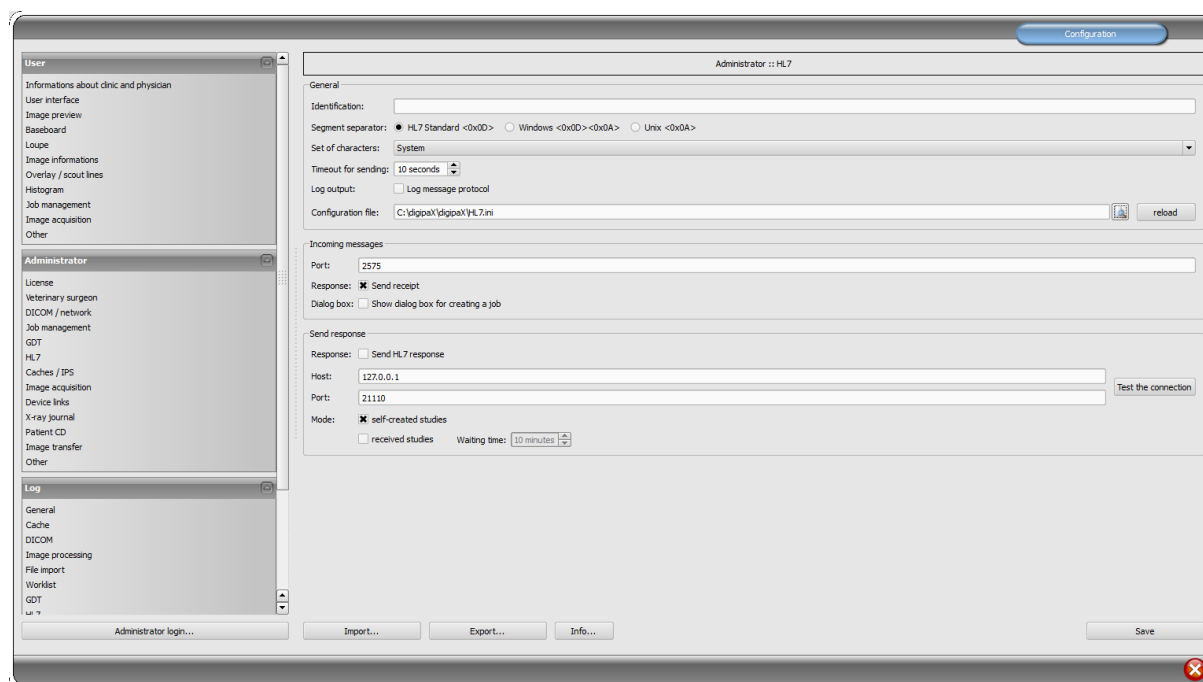 Configuration
User
Informations about clinic and physician
User interface
Image preview
Baseboard
Loupe
Image informations
Overlay / scout lines
Histogram
Job management
Image acquisition
Other
Administrator
License
Veterinary surgeon
DICOM / network
Job management
GDT
HL7
Caches / IPS
Image acquisition
Device links
X-ray journal
Patient CD
Image transfer
Other
Log
General
Cache
DICOM
Image processing
File import
Worklist
GDT
HL7
Administrator login...
Administrator :: HL7
General
Identification:
Segment separator: HL7 Standard <0x0D> Windows <0x0D><0x0A> Unix <0x0A>
Set of characters: System
Timeout for sending: 10 seconds
Log output: Log message protocol
Configuration file: C:\digipaX\digipaX\HL7.ini reload
Incoming messages
Port: 2575
Response: Send receipt
Dialog box: Show dialog box for creating a job
Send response
Response: Send HL7 response
Host: 127.0.0.1
Test the connection
Port: 21110
Mode: self-created studies
received studies Waiting time: 10 minutes
Import... Export... Info... Save